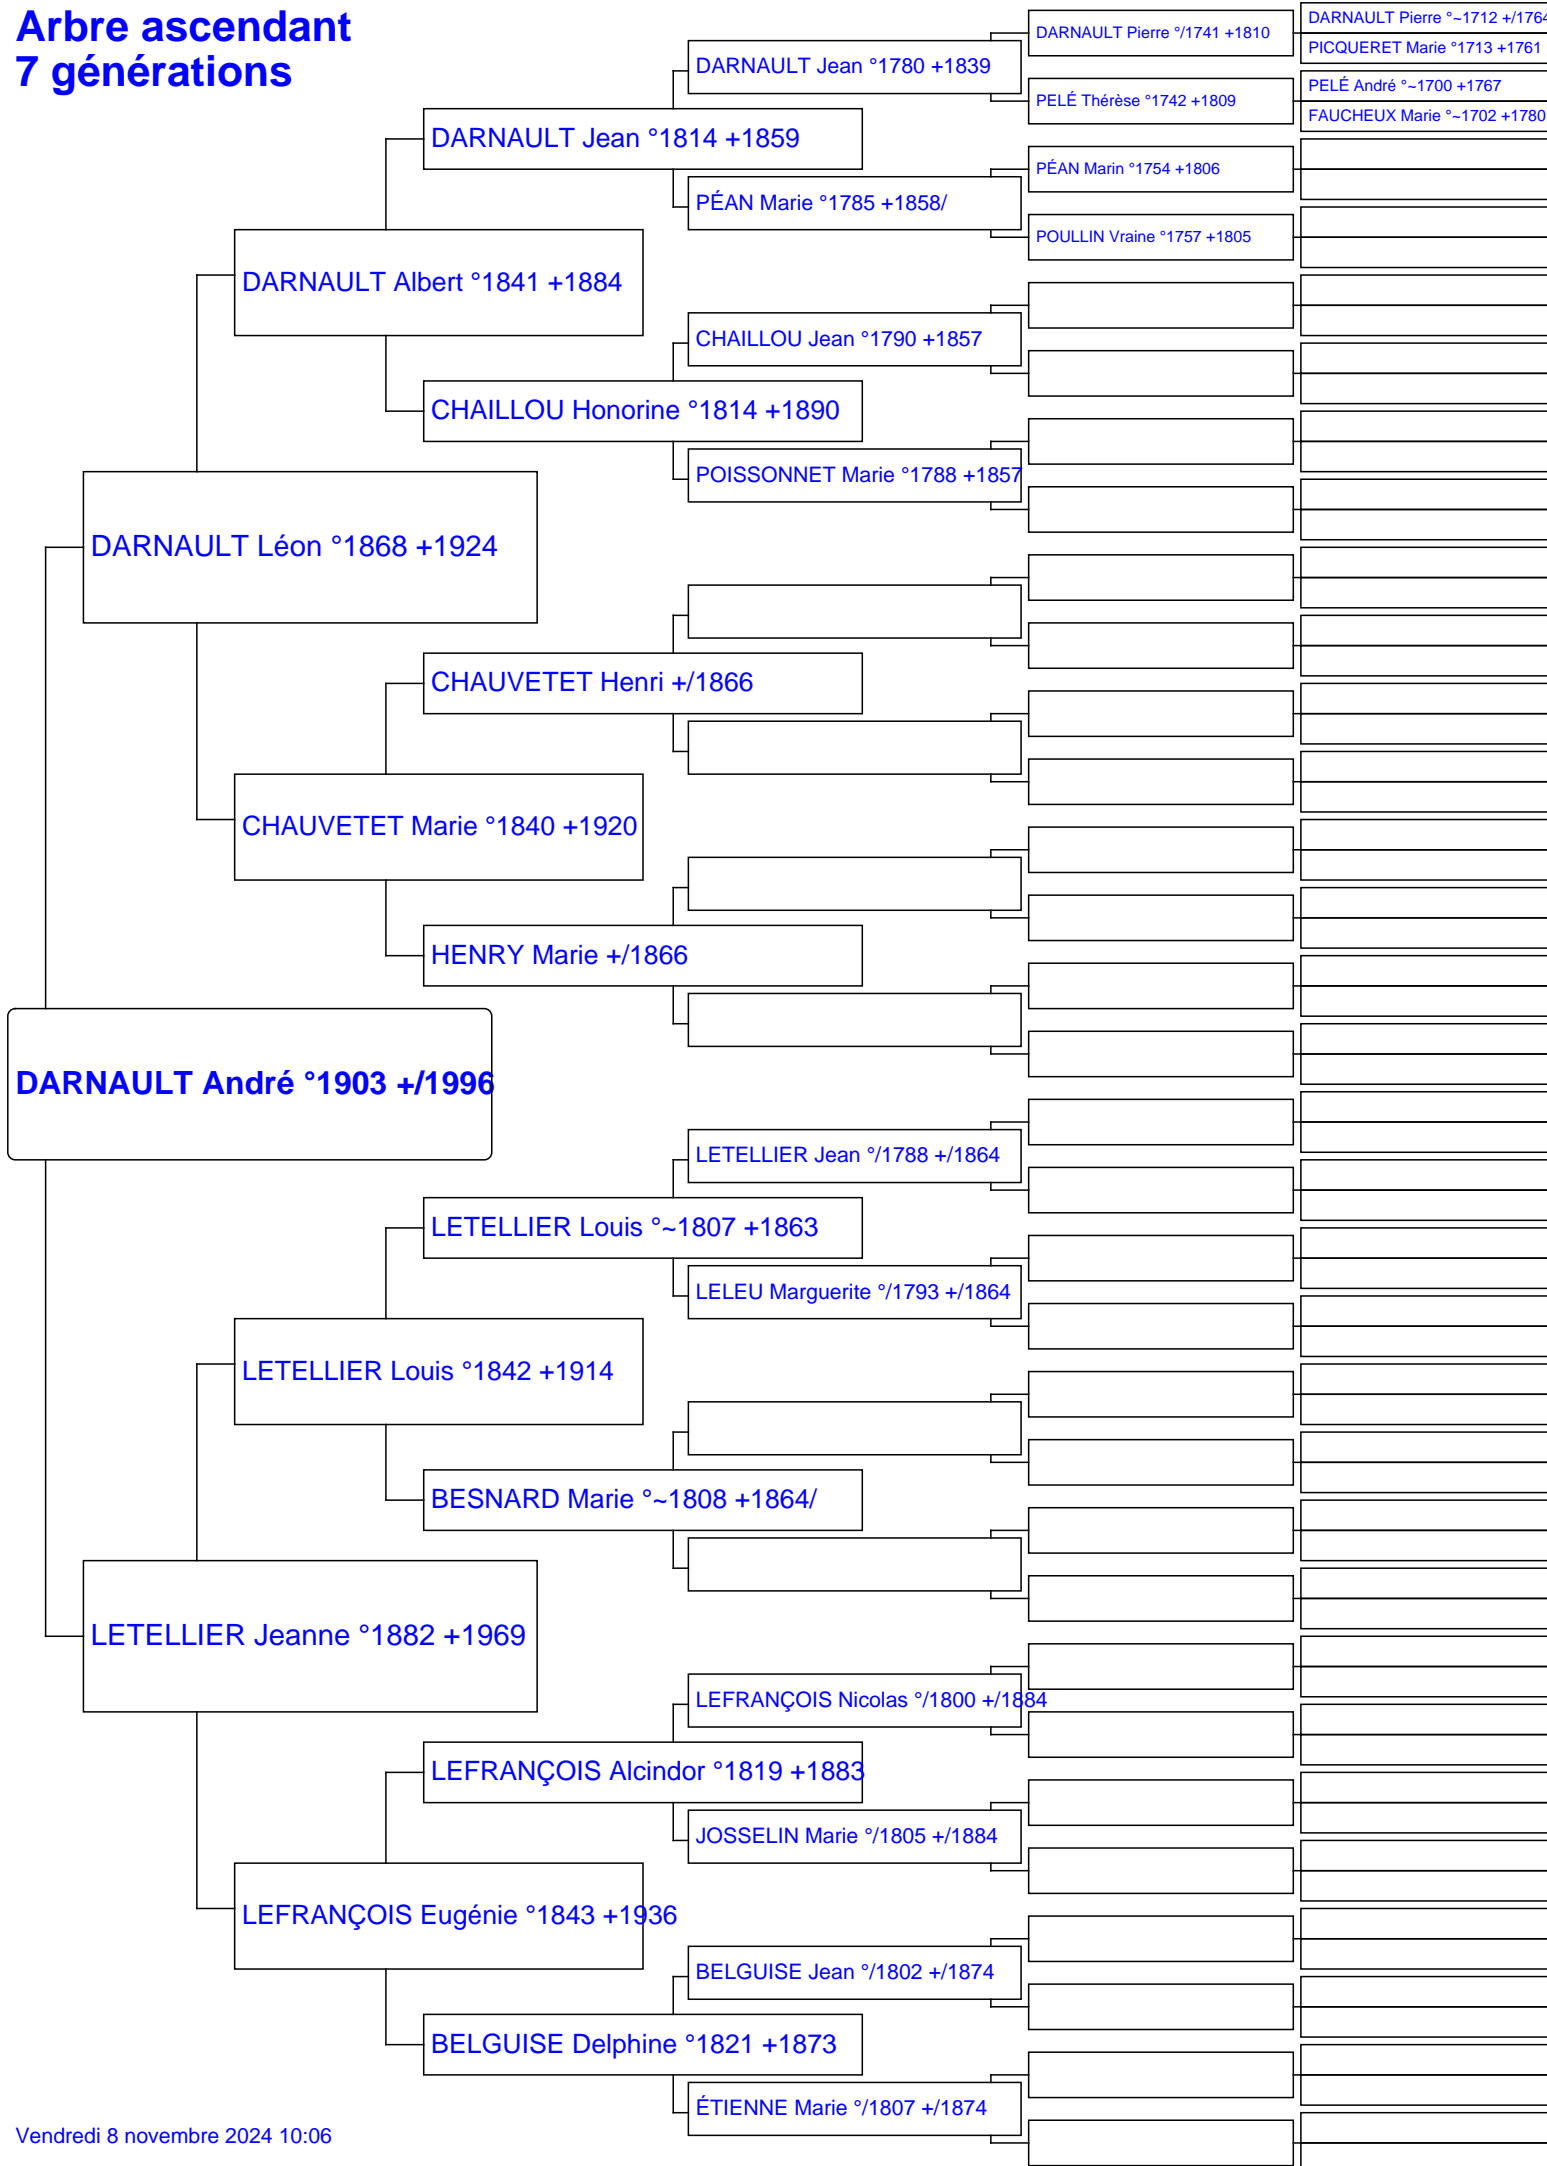 Arbre ascendant
7 générations
DARNAULT Pierre °~1712 +/1764
DARNAULT Pierre °/1741 +1810
PICQUERET Marie °1713 +1761
DARNAULT Jean °1780 +1839
PELÉ André °~1700 +1767
PELÉ Thérèse °1742 +1809
FAUCHEUX Marie °~1702 +1780
DARNAULT Jean °1814 +1859
PÉAN Marin °1754 +1806
PÉAN Marie °1785 +1858/
POULLIN Vraine °1757 +1805
DARNAULT Albert °1841 +1884
CHAILLOU Jean °1790 +1857
CHAILLOU Honorine °1814 +1890
POISSONNET Marie °1788 +1857
DARNAULT Léon °1868 +1924
CHAUVETET Henri +/1866
CHAUVETET Marie °1840 +1920
HENRY Marie +/1866
DARNAULT André °1903 +/1996
LETELLIER Jean °/1788 +/1864
LETELLIER Louis °~1807 +1863
LELEU Marguerite °/1793 +/1864
LETELLIER Louis °1842 +1914
BESNARD Marie °~1808 +1864/
LETELLIER Jeanne °1882 +1969
LEFRANÇOIS Nicolas °/1800 +/1884
LEFRANÇOIS Alcindor °1819 +1883
JOSSELIN Marie °/1805 +/1884
LEFRANÇOIS Eugénie °1843 +1936
BELGUISE Jean °/1802 +/1874
BELGUISE Delphine °1821 +1873
ÉTIENNE Marie °/1807 +/1874
Vendredi 8 novembre 2024 10:06